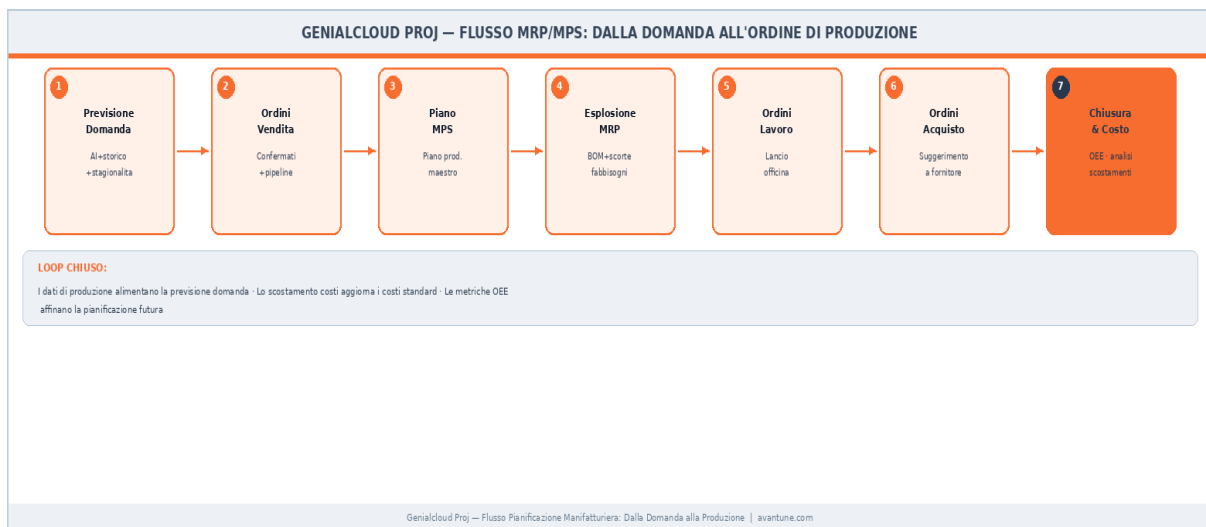 GENIALCLOUD PROJ — FLUSSO MRP/MPS: DALLA DOMANDA ALL'ORDINE DI PRODUZIONE
1
Previsione
Domanda
AI+storico
+stagionalita
2
Ordini
Vendita
Confermati
+pipeline
3
Piano
MPS
Piano prod.
maestro
4
Esplosione
MRP
BOM+scorte
fabbisogni
5
Ordini
Lavoro
Lancio
officina
6
Ordini
Acquisto
Suggerimento
a fornitore
7
Chiusura
& Costo
OEE · analisi
scostamenti
LOOP CHIUSO:
I dati di produzione alimentano la previsione domanda · Lo scostamento costi aggiorna i costi standard · Le metriche OEE
affinano la pianificazione futura
Genialcloud Proj — Flusso Pianificazione Manifatturiera: Dalla Domanda alla Produzione | avantune.com